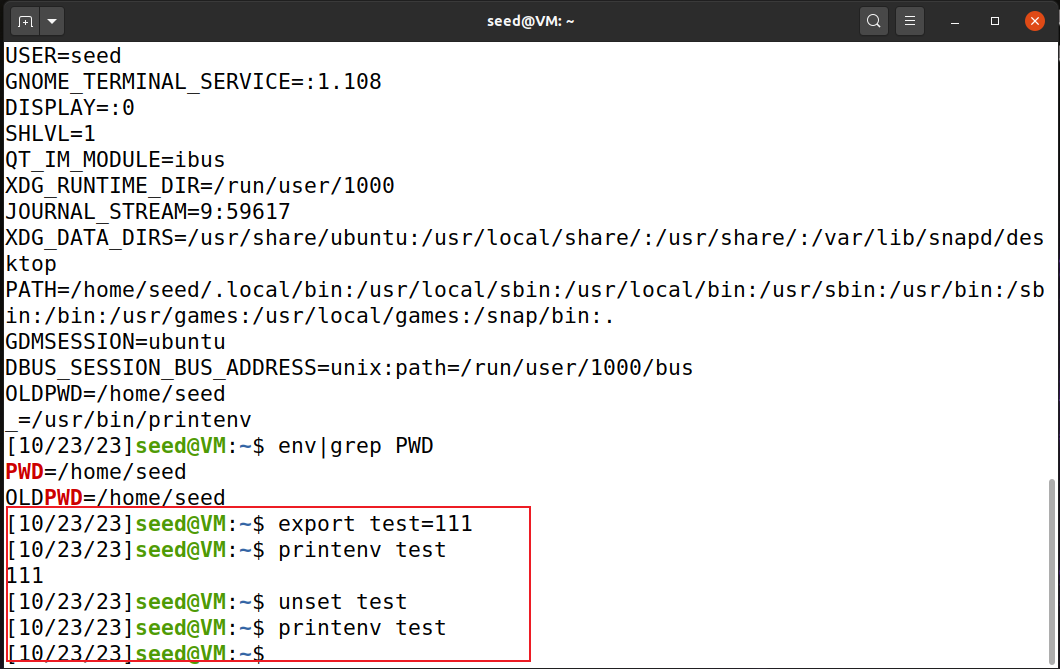 seed@VM: ~
USER=seed
GNOME_TERMINAL_SERVICE=:1.108
DISPLAY=:0
SHLVL=1
QT_IM_MODULE=ibus
XDG_RUNTIME_DIR=/run/user/1000
JOURNAL_STREAM=9:59617
XDG_DATA_DIRS=/usr/share/ubuntu:/usr/local/share/:/usr/share/:/var/lib/snapd/des
ktop
PATH=/home/seed/.local/bin:/usr/local/sbin:/usr/local/bin:/usr/sbin:/usr/bin:/sb
in:/bin:/usr/games:/usr/local/games:/snap/bin:.
GDMSESSION=ubuntu
DBUS_SESSION_BUS_ADDRESS=unix:path=/run/user/1000/bus
OLDPWD=/home/seed
_=/usr/bin/printenv
[10/23/23]seed@VM:~$ env|grep PWD
PWD=/home/seed
OLDPWD=/home/seed
[10/23/23]seed@VM:~$ export test=111
[10/23/23]seed@VM:~$ printenv test
111
[10/23/23]seed@VM:~$ unset test
[10/23/23]seed@VM:~$ printenv test
[10/23/23]seed@VM:~$